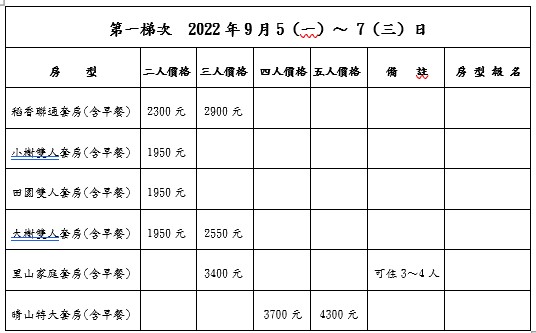 第一梯次 2022 年 9 月 5 (一) ～ 7 (三) 日
房 型 二人價格 三人價格 四人價格 五人價格 備 註 房 型 報 名
稻香聯通套房(含早餐) 2300 元 2900 元
小樹雙人套房(含早餐) 1950 元
田園雙人套房(含早餐) 1950 元
大樹雙人套房(含早餐) 1950 元 2550 元
里山家庭套房(含早餐) 3400 元 可住 3～4 人
晴山特大套房(含早餐) 3700 元 4300 元